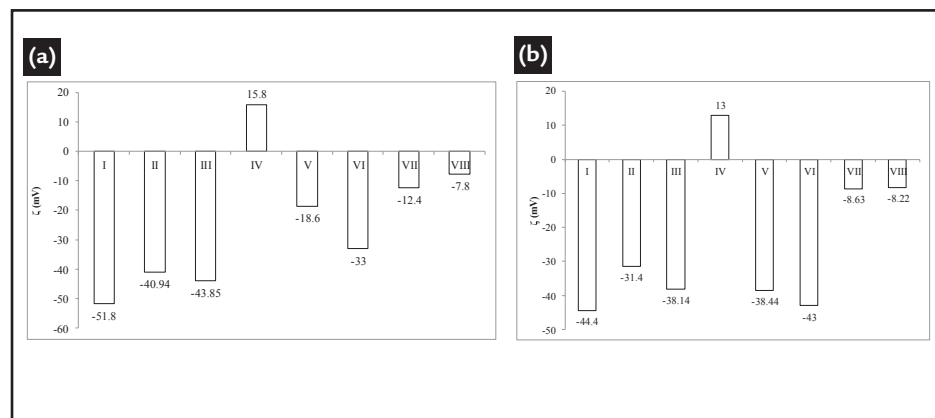 (a)
ζ (mV)
20
10
0
-10
-20
-30
-40
-50
-60
I
II
III
IV
V
VI
VII
VIII
-51.8
-40.94
-43.85
15.8
-18.6
-33
-12.4
-7.8
(b)
ζ (mV)
20
10
0
-10
-20
-30
-40
-50
I
II
III
IV
V
VI
VII
VIII
-44.4
-31.4
-38.14
13
-38.44
-43
-8.63
-8.22